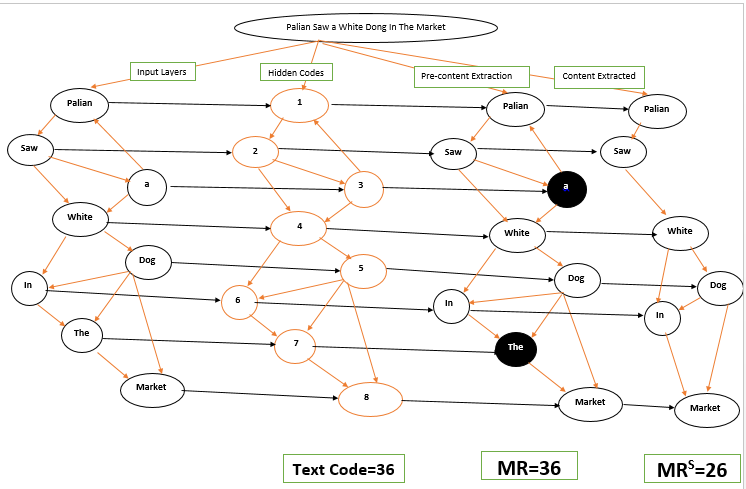 Palian Saw a White Dong In The Market
Input Layers
Hidden Codes
Pre-content Extraction
Content Extracted
Palian
1
Palian
Palian
Saw
2
Saw
Saw
a
3
a
White
4
White
White
Dog
5
Dog
Dog
In
6
In
In
The
7
The
Market
8
Market
Market
Text Code=36
MR=36
MRˢ=26